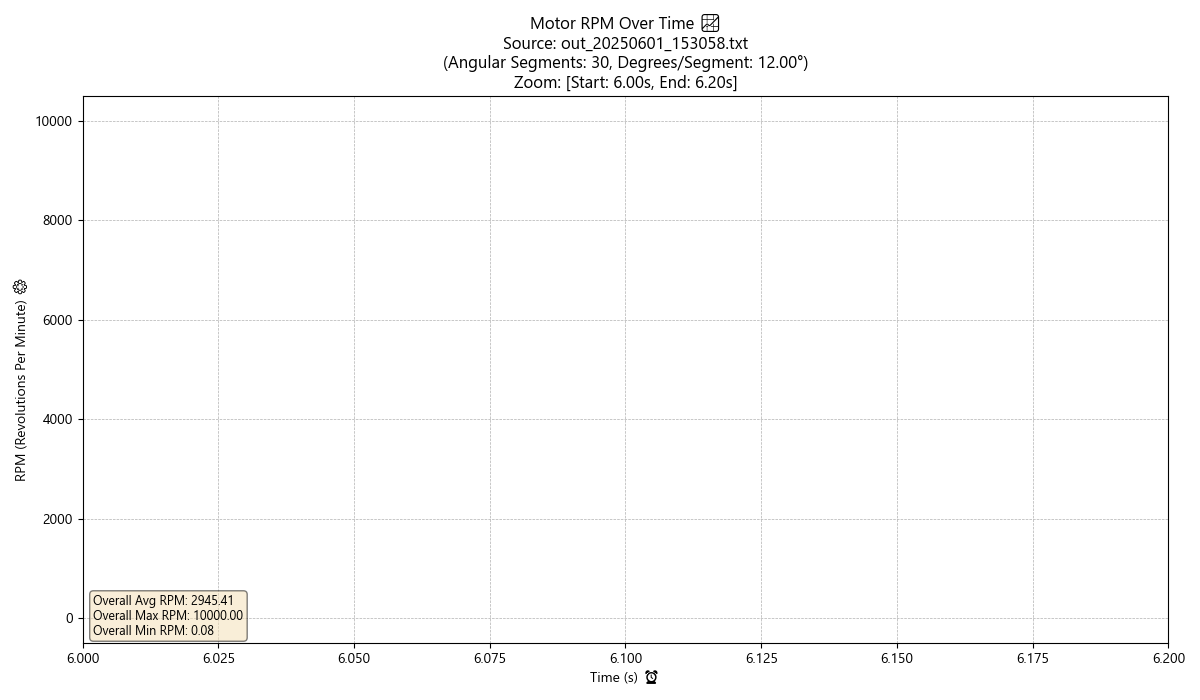 Motor RPM Over Time
Source: out_20250601_153058.txt
(Angular Segments: 30, Degrees/Segment: 12.00°)
Zoom: [Start: 6.00s, End: 6.20s]
10000
8000
6000
4000
2000
0
RPM (Revolutions Per Minute)
Overall Avg RPM: 2945.41
Overall Max RPM: 10000.00
Overall Min RPM: 0.08
6.000 6.025 6.050 6.075 6.100 6.125 6.150 6.175 6.200
Time (s)